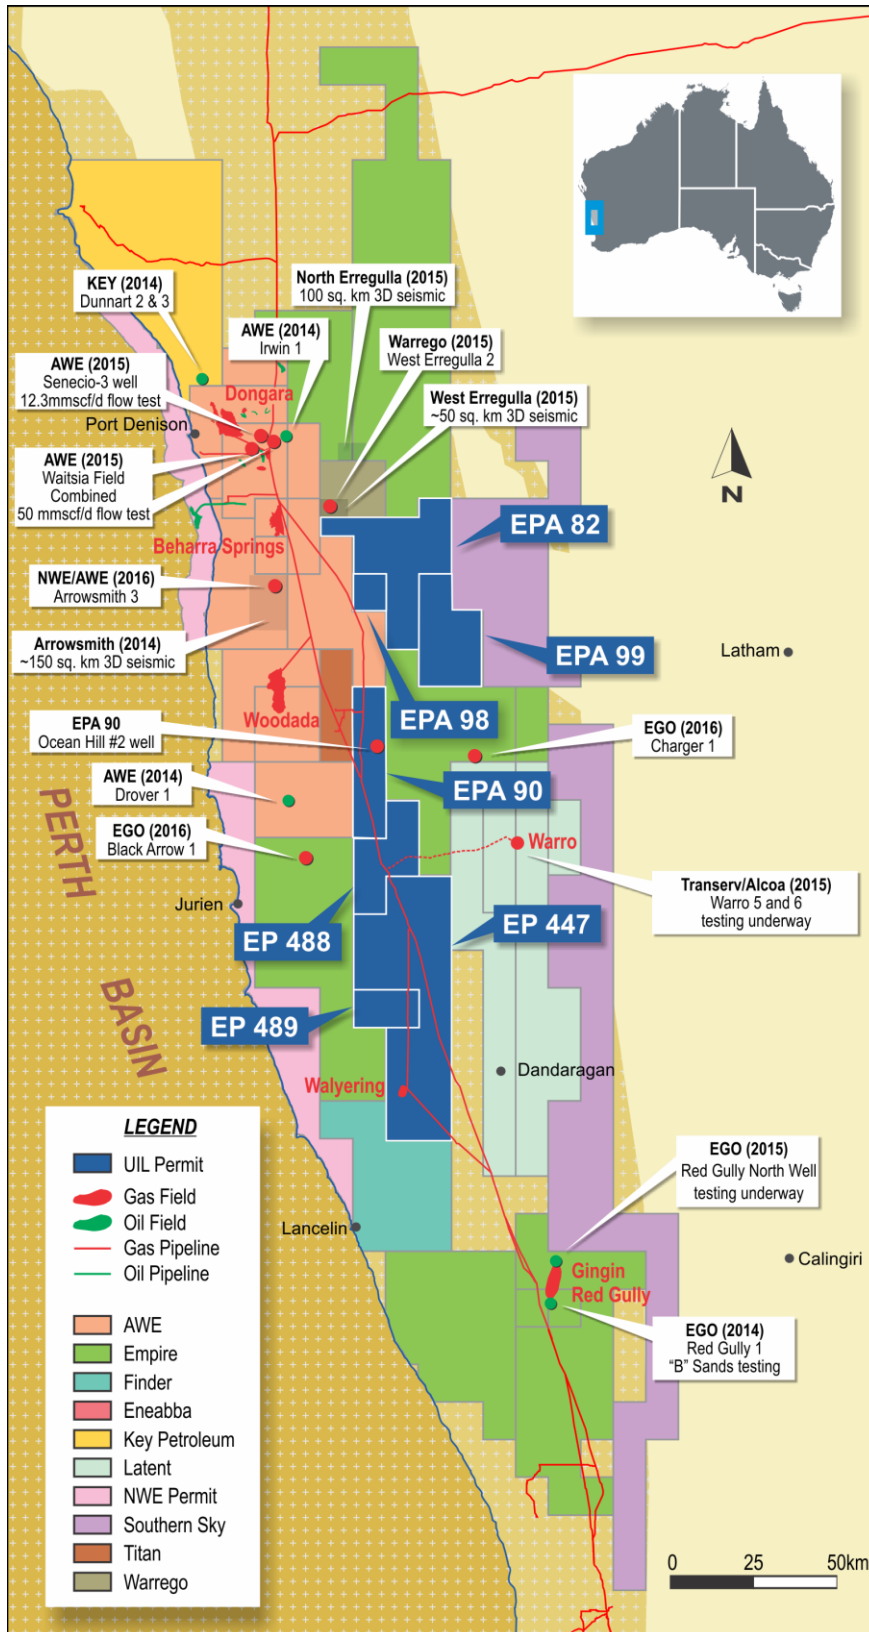 KEY (2014)
Dunnart 2 & 3
North Erregulla (2015)
100 sq. km 3D seismic
AWE (2014)
Irwin 1
Warrego (2015)
West Erregulla 2
AWE (2015)
Senecio-3 well
12.3mmscf/d flow test
Dongara
West Erregulla (2015)
~50 sq. km 3D seismic
Port Denison
AWE (2015)
Waitsia Field
Combined
50 mmscf/d flow test
N
EPA 82
Beharra Springs
NWE/AWE (2016)
Arrowsmith 3
Arrowsmith (2014)
~150 sq. km 3D seismic
EPA 99
Latham
Woodada
EPA 98
EPA 90
Ocean Hill #2 well
EGO (2016)
Charger 1
AWE (2014)
Drover 1
EPA 90
PERTH
BASIN
EGO (2016)
Black Arrow 1
Warro
Transerv/Alcoa (2015)
Warro 5 and 6
testing underway
Jurien
EP 488
EP 447
EP 489
Dandaragan
Walyering
LEGEND
UIL Permit
Gas Field
Oil Field
Gas Pipeline
Oil Pipeline
AWE
Empire
Finder
Eneabba
Key Petroleum
Latent
NWE Permit
Southern Sky
Titan
Warrego
EGO (2015)
Red Gully North Well
testing underway
Lancelin
Calingiri
Gingin
Red Gully
EGO (2014)
Red Gully 1
“B” Sands testing
0 25 50km